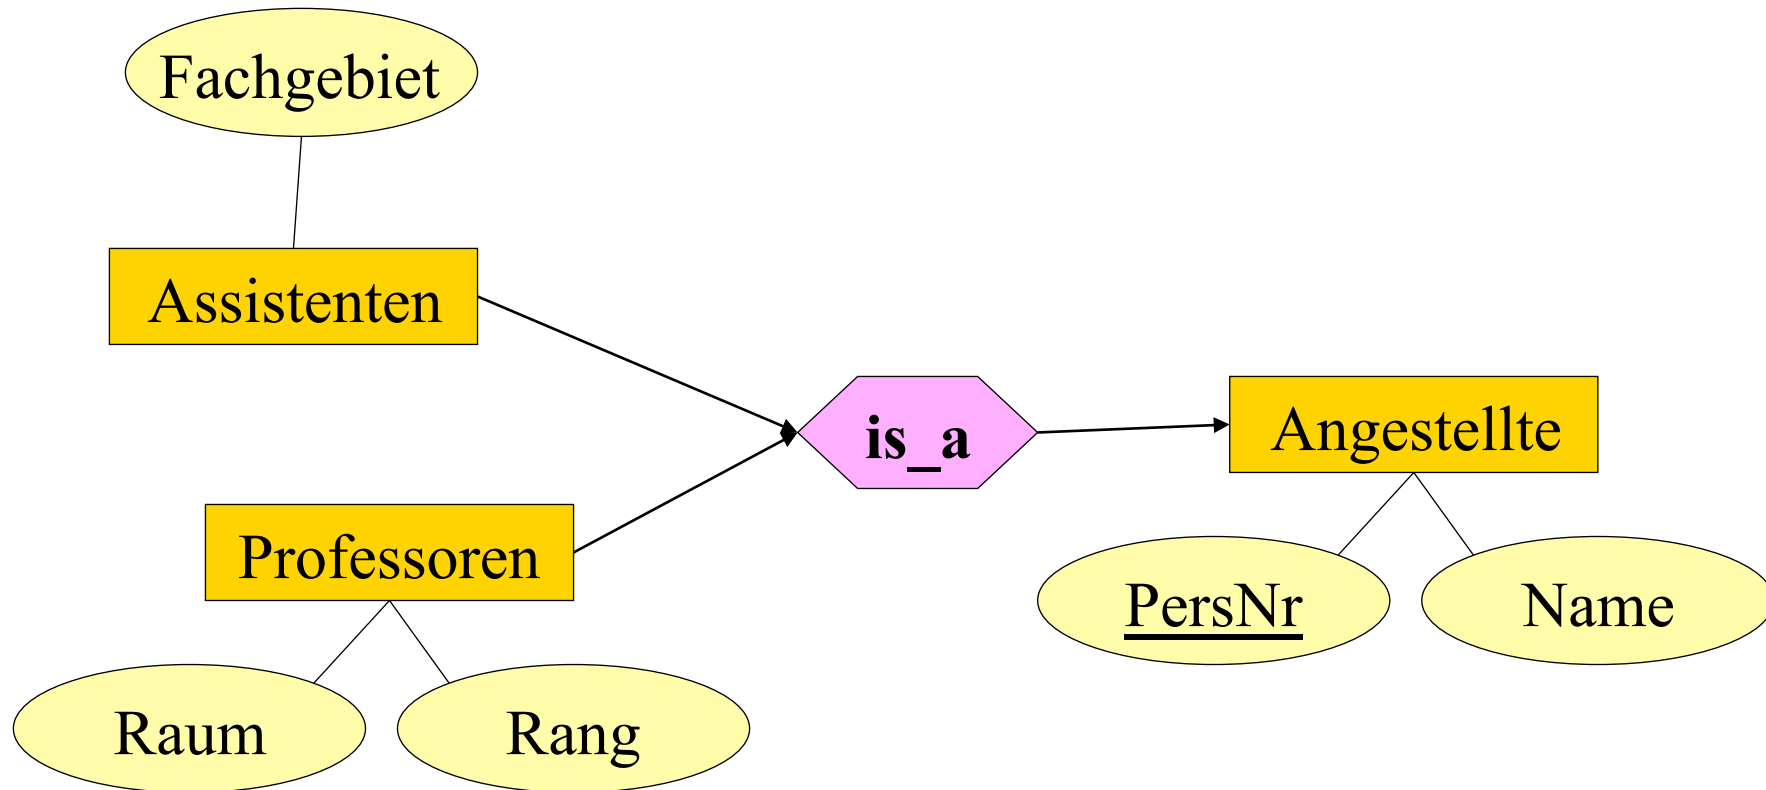 Fachgebiet
Assistenten
is_a
Angestellte
Professoren
PersNr
Name
Raum
Rang